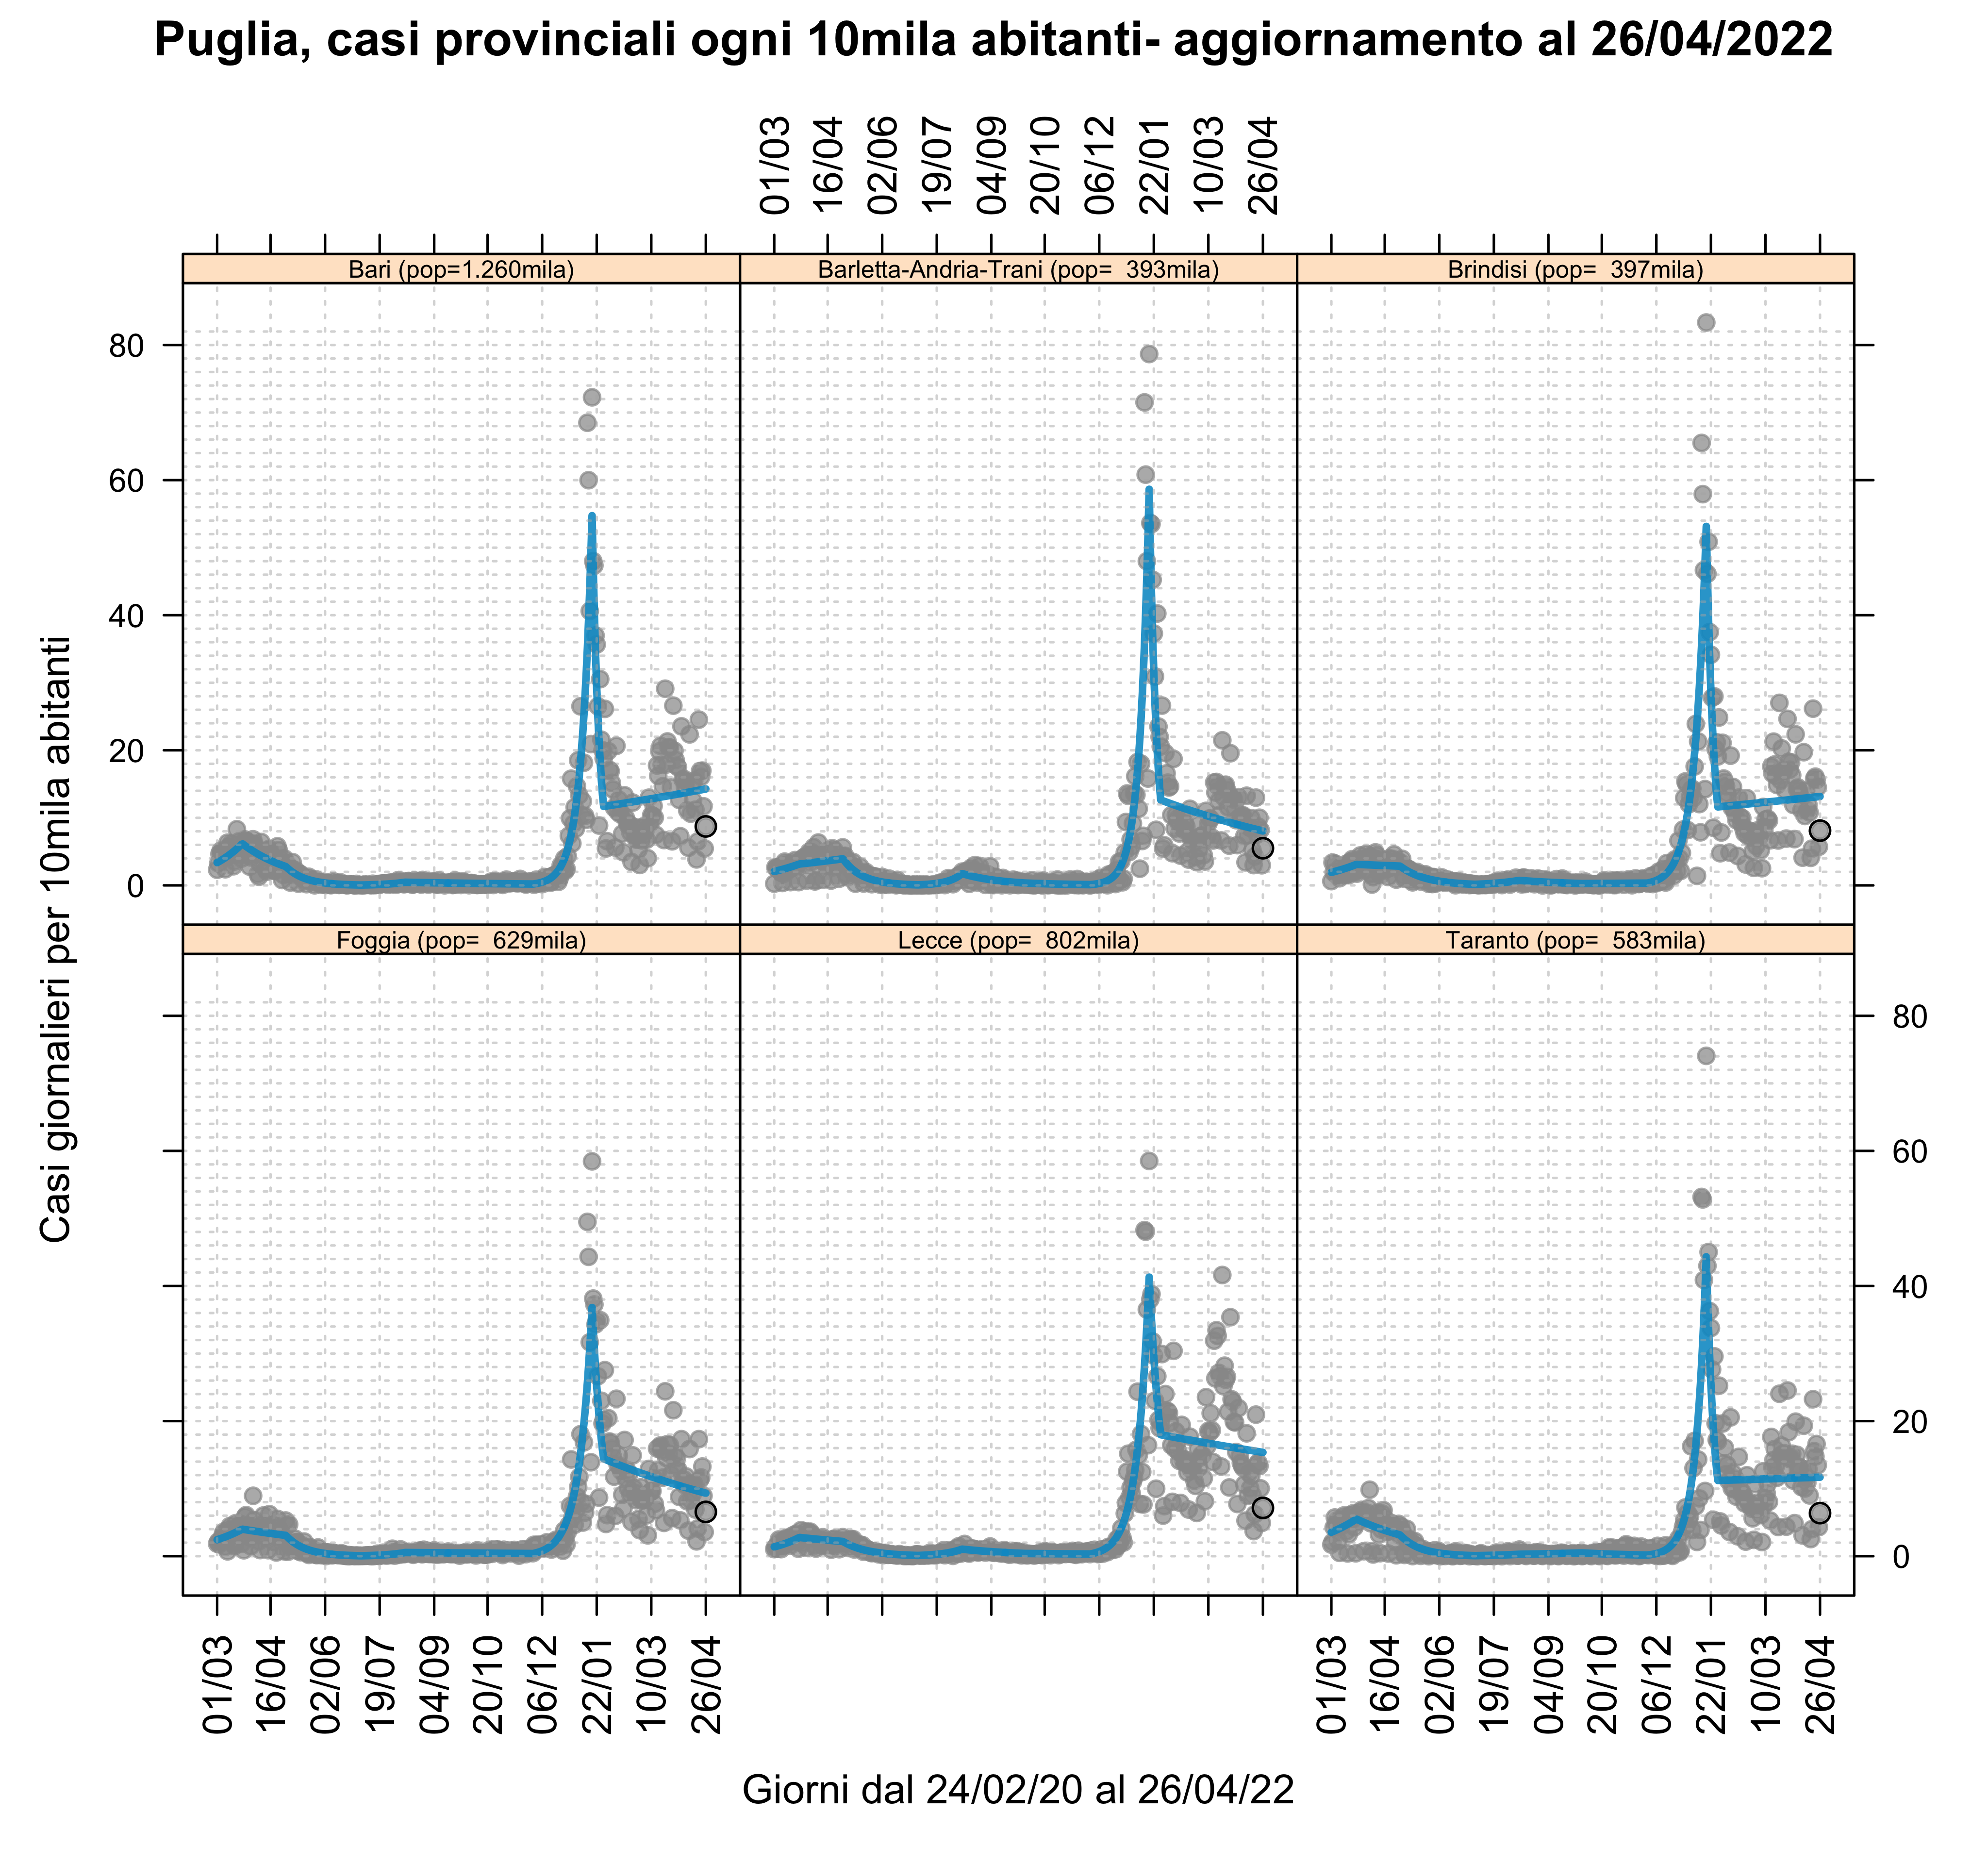 Puglia, casi provinciali ogni 10mila abitanti- aggiornamento al 26/04/2022
01/03 16/04 02/06 19/07 04/09 20/10 06/12 22/01 10/03 26/04
Bari (pop=1.260mila)
Barletta-Andria-Trani (pop=  393mila)
Brindisi (pop=  397mila)
80
60
40
20
0
Casi giornalieri per 10mila abitanti
Foggia (pop=  629mila)
Lecce (pop=  802mila)
Taranto (pop=  583mila)
80
60
40
20
0
01/03 16/04 02/06 19/07 04/09 20/10 06/12 22/01 10/03 26/04
01/03 16/04 02/06 19/07 04/09 20/10 06/12 22/01 10/03 26/04
Giorni dal 24/02/20 al 26/04/22